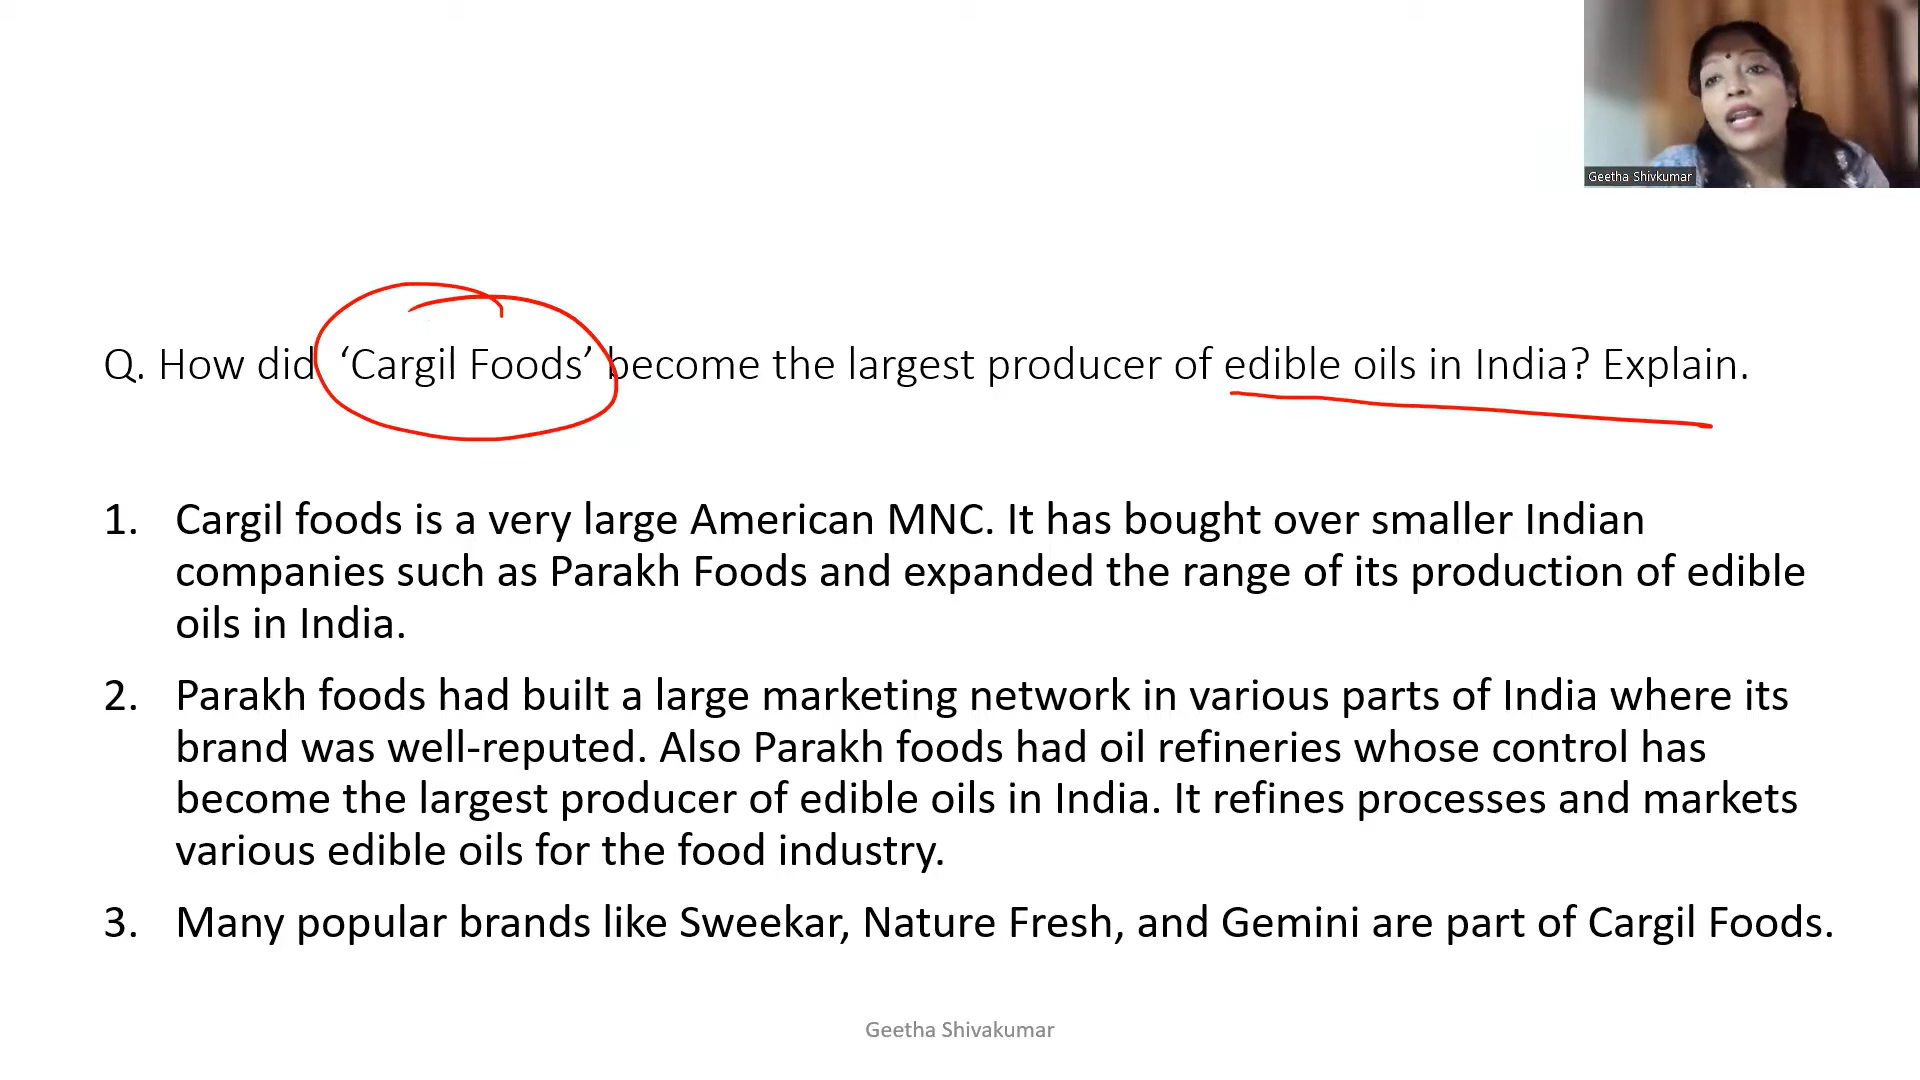 Geetha Shivkumar
Q. How did ‘Cargil Foods’ become the largest producer of edible oils in India? Explain.
1. Cargil foods is a very large American MNC. It has bought over smaller Indian
companies such as Parakh Foods and expanded the range of its production of edible
oils in India.
2. Parakh foods had built a large marketing network in various parts of India where its
brand was well-reputed. Also Parakh foods had oil refineries whose control has
become the largest producer of edible oils in India. It refines processes and markets
various edible oils for the food industry.
3. Many popular brands like Sweekar, Nature Fresh, and Gemini are part of Cargil Foods.
Geetha Shivakumar